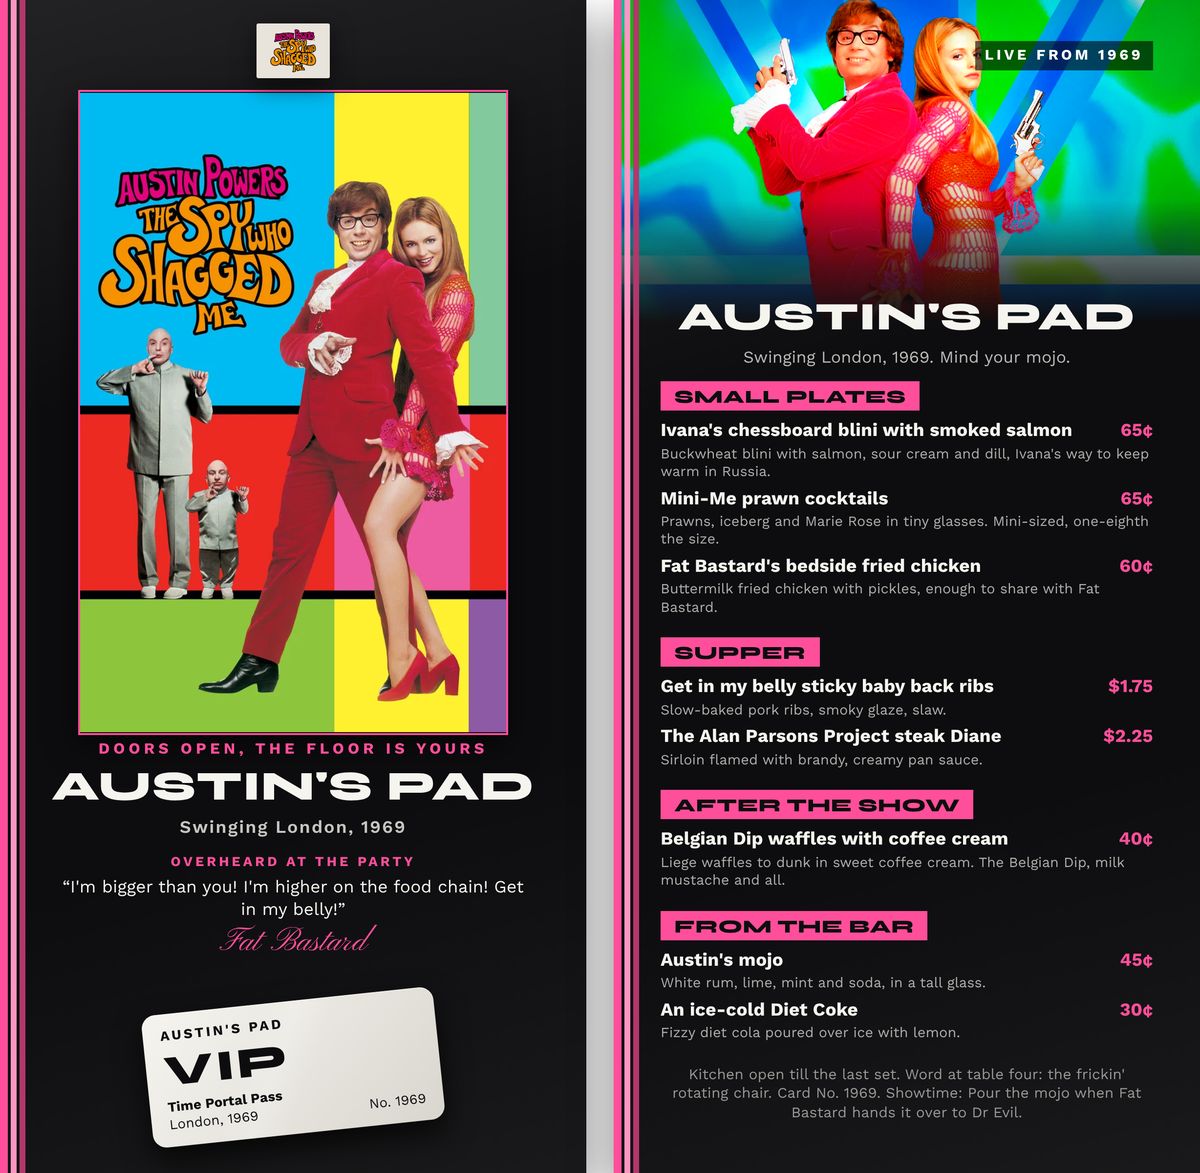 AUSTIN POWERS
THE SPY WHO
SHAGGED
ME
AUSTIN POWERS
THE SPY WHO
SHAGGED
ME
DOORS OPEN, THE FLOOR IS YOURS
AUSTIN'S PAD
Swinging London, 1969
OVERHEARD AT THE PARTY
“I'm bigger than you! I'm higher on the food chain! Get
in my belly!”
Fat Bastard
AUSTIN'S PAD
VIP
Time Portal Pass
London, 1969
No. 1969
LIVE FROM 1969
AUSTIN'S PAD
Swinging London, 1969. Mind your mojo.
SMALL PLATES
Ivana's chessboard blini with smoked salmon 65¢
Buckwheat blini with salmon, sour cream and dill, Ivana's way to keep
warm in Russia.
Mini-Me prawn cocktails 65¢
Prawns, iceberg and Marie Rose in tiny glasses. Mini-sized, one-eighth
the size.
Fat Bastard's bedside fried chicken 60¢
Buttermilk fried chicken with pickles, enough to share with Fat
Bastard.
SUPPER
Get in my belly sticky baby back ribs $1.75
Slow-baked pork ribs, smoky glaze, slaw.
The Alan Parsons Project steak Diane $2.25
Sirloin flamed with brandy, creamy pan sauce.
AFTER THE SHOW
Belgian Dip waffles with coffee cream 40¢
Liege waffles to dunk in sweet coffee cream. The Belgian Dip, milk
mustache and all.
FROM THE BAR
Austin's mojo 45¢
White rum, lime, mint and soda, in a tall glass.
An ice-cold Diet Coke 30¢
Fizzy diet cola poured over ice with lemon.
Kitchen open till the last set. Word at table four: the frickin'
rotating chair. Card No. 1969. Showtime: Pour the mojo when Fat
Bastard hands it over to Dr Evil.